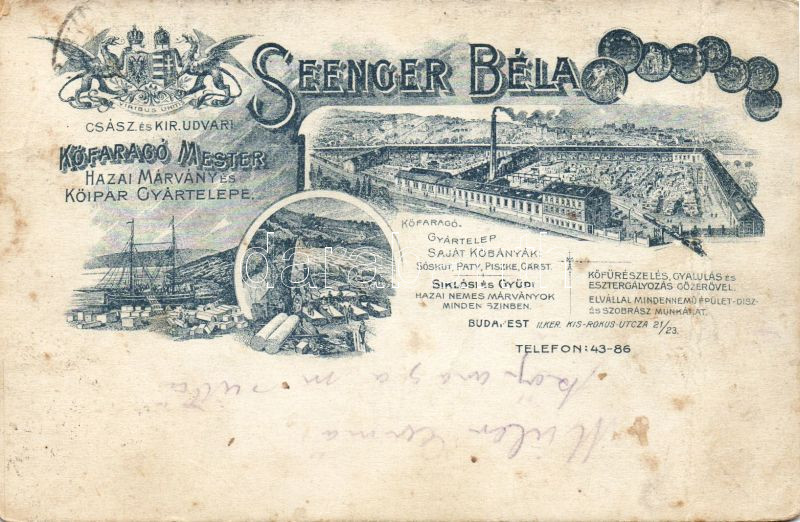 SEENGER BÉLA
VIRIBUS UNITIS
CSÁSZ. ÉS KIR. UDVARI
KŐFARAGÓ MESTER
HAZAI MÁRVÁNY ÉS
KŐIPAR GYÁRTELEPE.
KŐFARAGÓ-
GYÁRTELEP
SAJÁT KŐBÁNYÁK:
SÓSKÚT, PÁTY, PISZKE, CARST.
SIKLÓSI ÉS GYÜDI
HAZAI NEMES MÁRVÁNYOK
MINDEN SZINBEN.
KŐFŰRÉSZELÉS, GYALULÁS ÉS
ESZTERGÁLYOZÁS GŐZERŐVEL.
ELVÁLLAL MINDENNEMŰ ÉPÜLET-DISZ-
ÉS SZOBRÁSZ MUNKÁLAT.
BUDAPEST II.KER. KIS-ROKUS-UTCZA 21/23.
TELEFON: 43-86